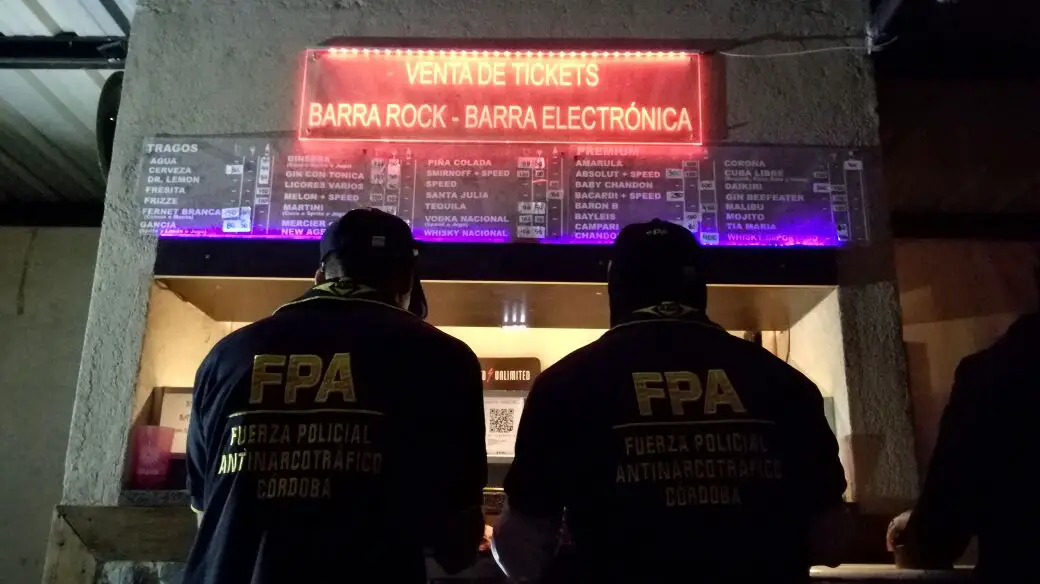 VENTA DE TICKETS
BARRA ROCK - BARRA ELECTRÓNICA
TRAGOS
AGUA
CERVEZA
DR. LEMON
FRESITA
FRIZZE
FERNET BRANCA
GANCIA
GINEBRA
GIN CON TONICA
LICORES VARIOS
MELON + SPEED
MARTINI
MERCIER
NEW AGE
PIÑA COLADA
SMIRNOFF + SPEED
SPEED
SANTA JULIA
TEQUILA
VODKA NACIONAL
WHISKY NACIONAL
PREMIUM
AMARULA
ABSOLUT + SPEED
BABY CHANDON
BACARDI + SPEED
BARON B
BAYLEIS
CAMPARI
CHANDO
CORONA
CUBA LIBRE
DAIKIRI
GIN BEEFEATER
MALIBU
MOJITO
TIA MARIA
WHISKY
UNLIMITED
FPA
FUERZA POLICIAL
ANTINARCOTRÁFICO
CÓRDOBA
FPA
FUERZA POLICIAL
ANTINARCOTRÁFICO
CÓRDOBA